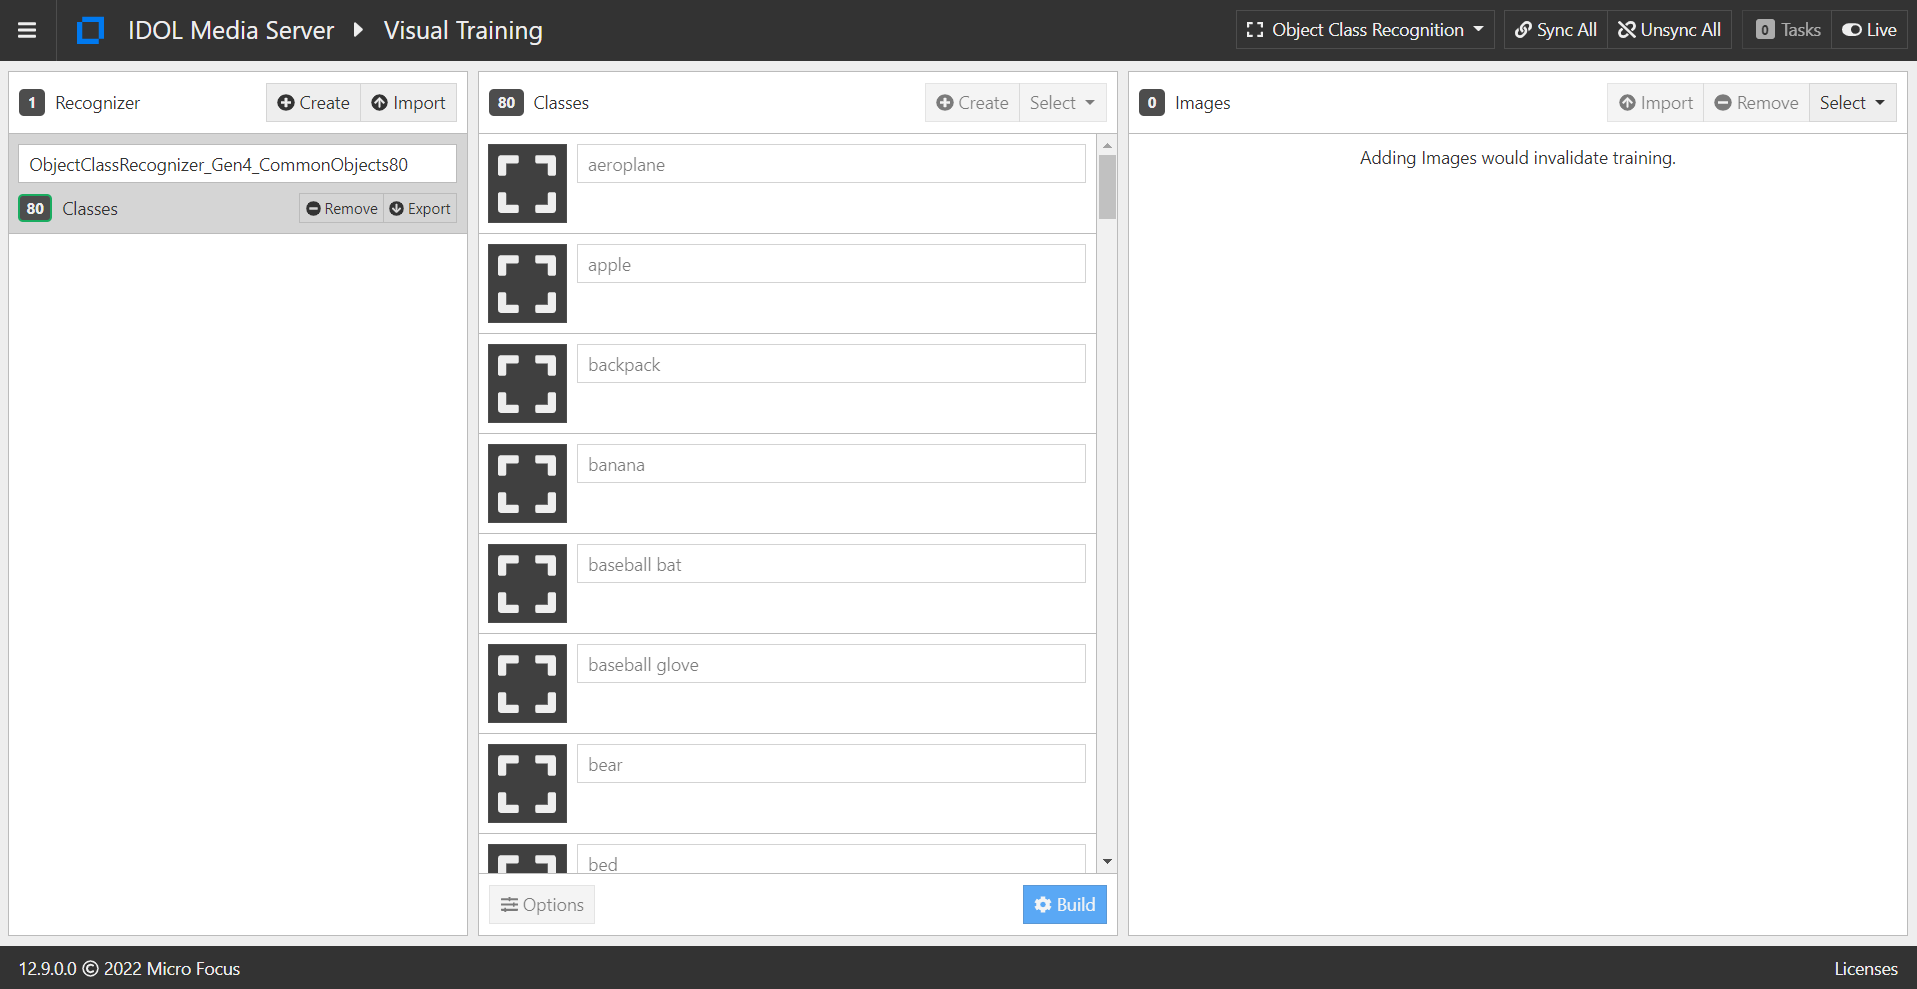 IDOL Media Server Visual Training Object Class Recognition Sync All Unsync All 0 Tasks Live
1 Recognizer Create Import
ObjectClassRecognizer_Gen4_CommonObjects80
80 Classes Remove Export
80 Classes Create Select
aeroplane
apple
backpack
banana
baseball bat
baseball glove
bear
bed
Options Build
0 Images Import Remove Select
Adding Images would invalidate training.
12.9.0.0 © 2022 Micro Focus Licenses